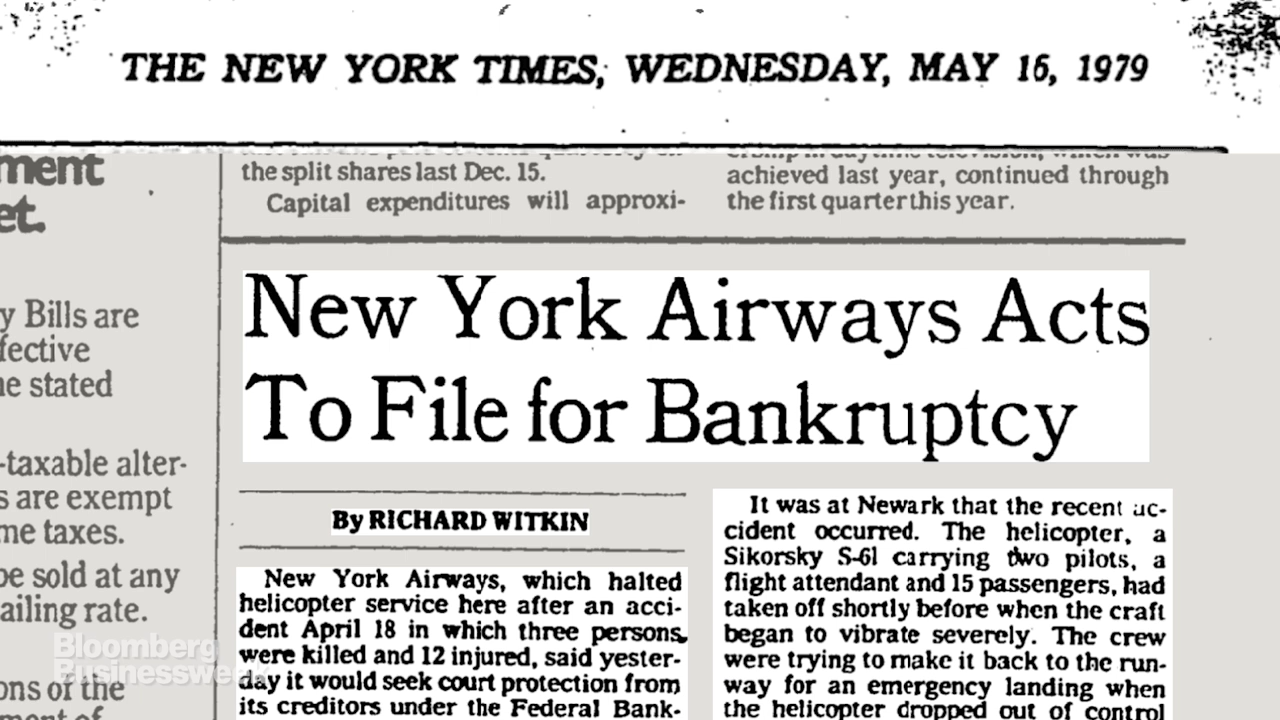 THE NEW YORK TIMES, WEDNESDAY, MAY 16, 1979
ment
et.
y Bills are
fective
e stated
-taxable alter-
s are exempt
me taxes.
be sold at any
ailing rate.
ons of the
ment of
the split shares last Dec. 15.
Capital expenditures will approxi-
achieved last year, continued through
the first quarter this year.
New York Airways Acts
To File for Bankruptcy
By RICHARD WITKIN
New York Airways, which halted
helicopter service here after an acci-
dent April 18 in which three persons
were killed and 12 injured, said yester-
day it would seek court protection from
its creditors under the Federal Bank-
It was at Newark that the recent ac-
cident occurred. The helicopter, a
Sikorsky S-61 carrying two pilots, a
flight attendant and 15 passengers, had
taken off shortly before when the craft
began to vibrate severely. The crew
were trying to make it back to the run-
way for an emergency landing when
the helicopter dropped out of control
Bloomberg
Businessweek